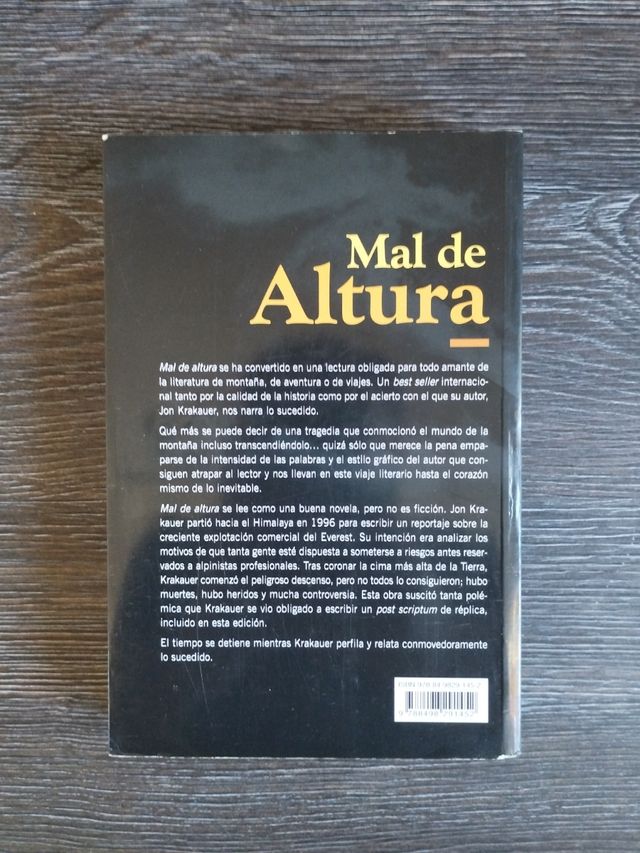 Mal de
Altura
Mal de altura se ha convertido en una lectura obligada para todo amante de
la literatura de montaña, de aventura o de viajes. Un best seller internacio-
nal tanto por la calidad de la historia como por el acierto con el que su autor,
Jon Krakauer, nos narra lo sucedido.
Qué más se puede decir de una tragedia que conmocionó el mundo de la
montaña incluso transcendiéndolo... quizá sólo que merece la pena empa-
parse de la intensidad de las palabras y el estilo gráfico del autor que con-
siguen atrapar al lector y nos llevan en este viaje literario hasta el corazón
mismo de lo inevitable.
Mal de altura se lee como una buena novela, pero no es ficción. Jon Kra-
kauer partió hacia el Himalaya en 1996 para escribir un reportaje sobre la
creciente explotación comercial del Everest. Su intención era analizar los
motivos de que tanta gente esté dispuesta a someterse a riesgos antes reser-
vados a alpinistas profesionales. Tras coronar la cima más alta de la Tierra,
Krakauer comenzó el peligroso descenso, pero no todos lo consiguieron; hubo
muertes, hubo heridos y mucha controversia. Esta obra suscitó tanta polé-
mica que Krakauer se vio obligado a escribir un post scriptum de réplica,
incluido en esta edición.
El tiempo se detiene mientras Krakauer perfila y relata conmovedoramente
lo sucedido.
ISBN 978-84-9829-145-2
9 788498 291452